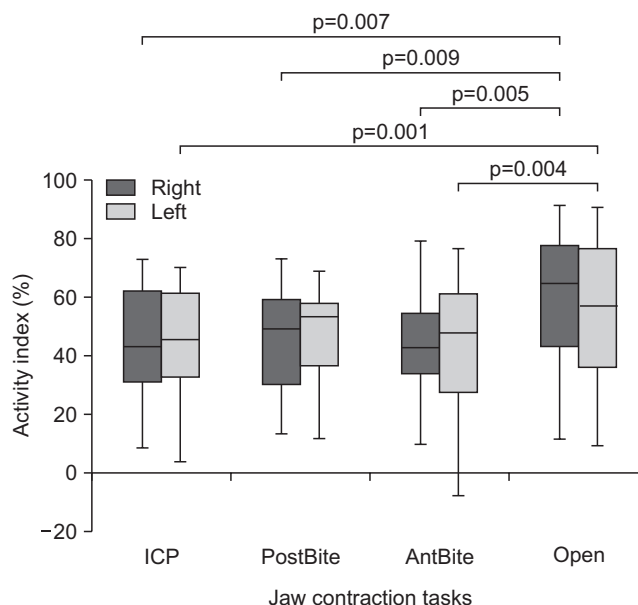 p=0.007
p=0.009
p=0.005
p=0.001
p=0.004
Right
Left
100
80
60
40
20
0
−20
Activity index (%)
ICP PostBite AntBite Open
Jaw contraction tasks